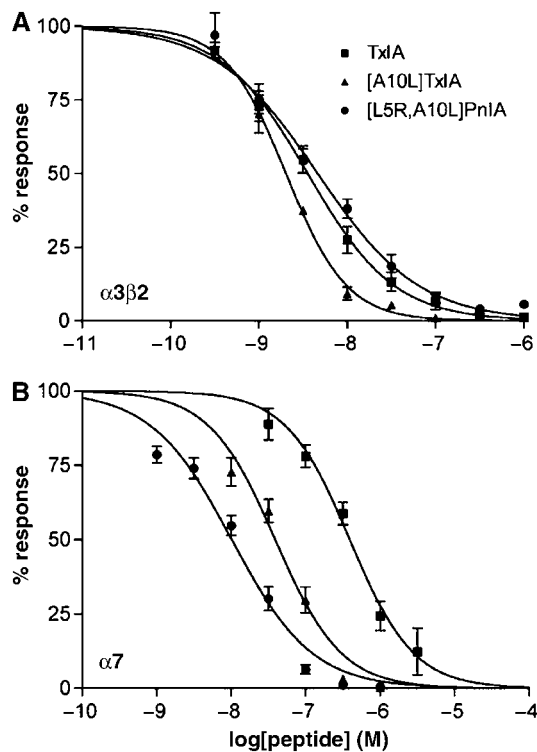 A
100
75
50
25
0
% response
TxIA
[A10L]TxIA
[L5R,A10L]PnIA
α3β2
−11 −10 −9 −8 −7 −6
B
100
75
50
25
0
% response
α7
−10 −9 −8 −7 −6 −5 −4
log[peptide] (M)